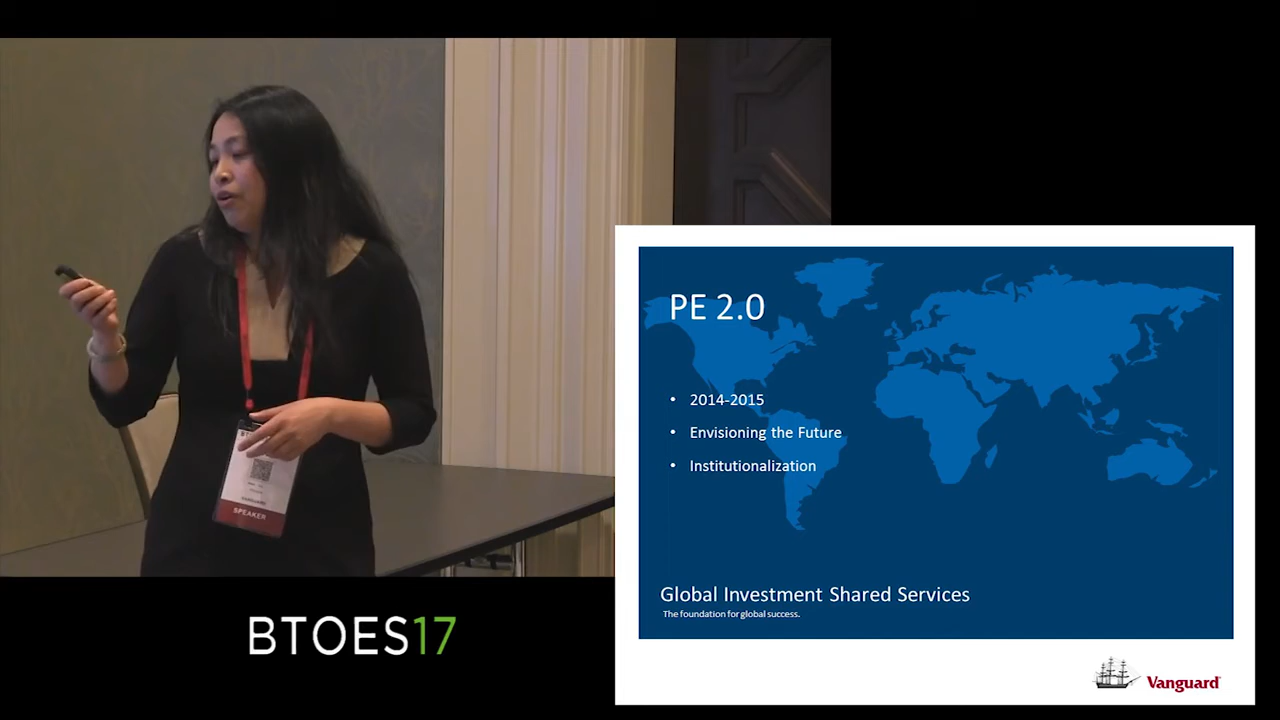 PE 2.0
• 2014-2015
• Envisioning the Future
• Institutionalization
Global Investment Shared Services
The foundation for global success.
Vanguard
VANGUARD
SPEAKER
BTOES17